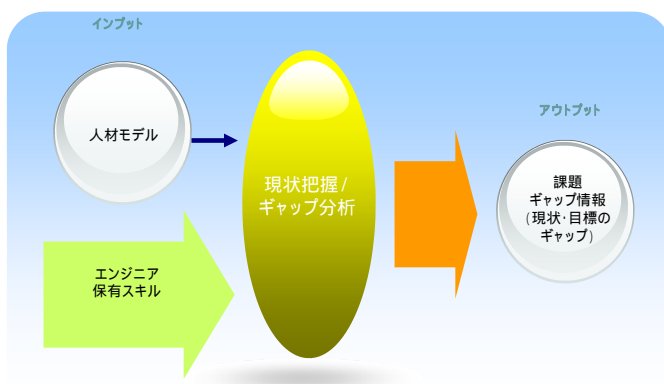 インプット
人材モデル
エンジニア
保有スキル
現状把握/
ギャップ分析
アウトプット
課題
ギャップ情報
(現状・目標の
ギャップ)